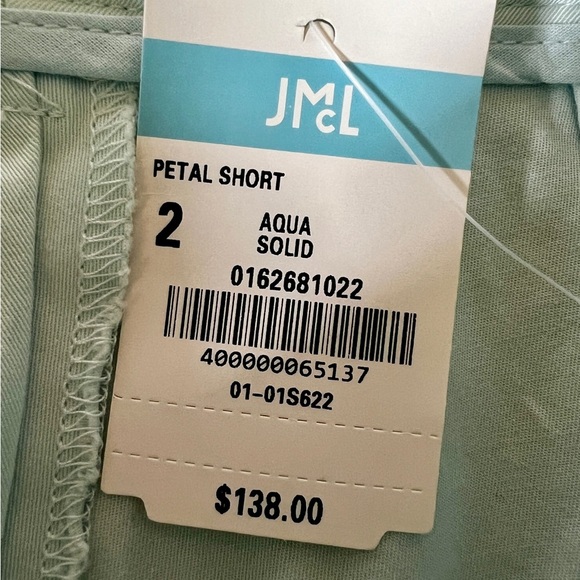 JMcL
PETAL SHORT
2
AQUA
SOLID
0162681022
400000065137
01-01S622
$138.00